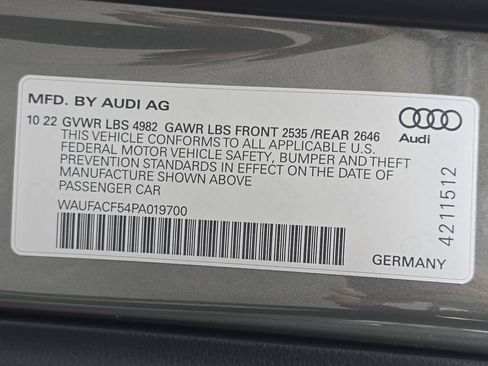 MFD. BY AUDI AG
10 22 GVWR LBS 4982 GAWR LBS FRONT 2535 /REAR 2646
THIS VEHICLE CONFORMS TO ALL APPLICABLE U.S.
FEDERAL MOTOR VEHICLE SAFETY, BUMPER AND THEFT
PREVENTION STANDARDS IN EFFECT ON THE DATE OF
MANUFACTURE SHOWN ABOVE
PASSENGER CAR
WAUFACF54PA019700
Audi
4211512
GERMANY